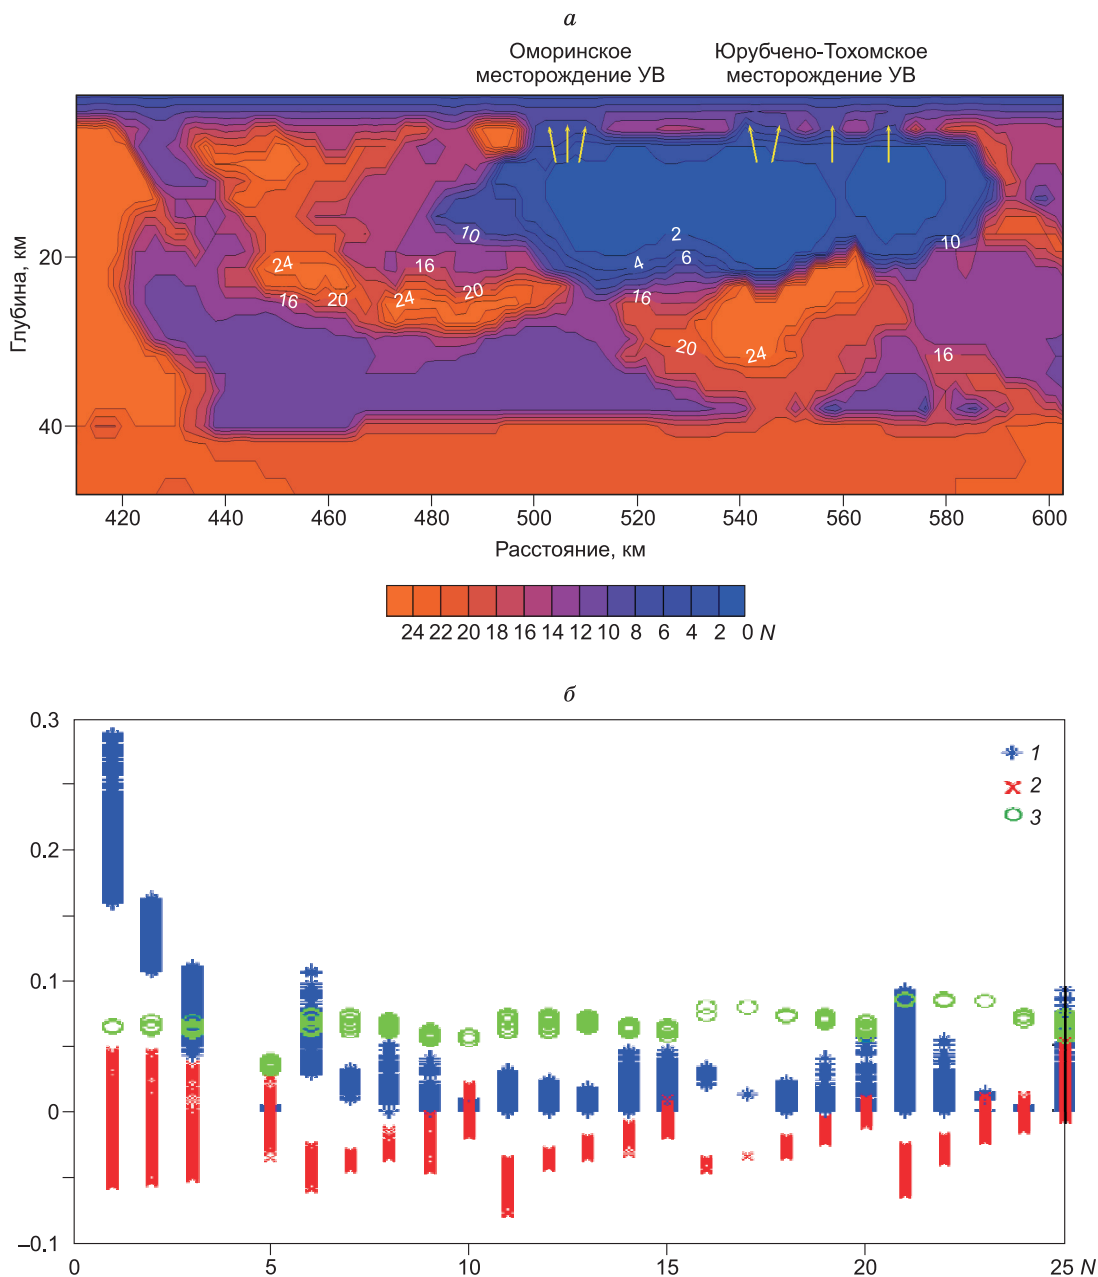 а
Оморинское
месторождение УВ
Юрубчено-Тохомское
месторождение УВ
Глубина, км
20
40
10
2
4
6
10
24
16
16
20
24
20
16
20
24
16
420 440 460 480 500 520 540 560 580 600
Расстояние, км
24 22 20 18 16 14 12 10 8 6 4 2 0 N
б
0.3
0.2
0.1
0
–0.1
1
2
3
0 5 10 15 20 25 N